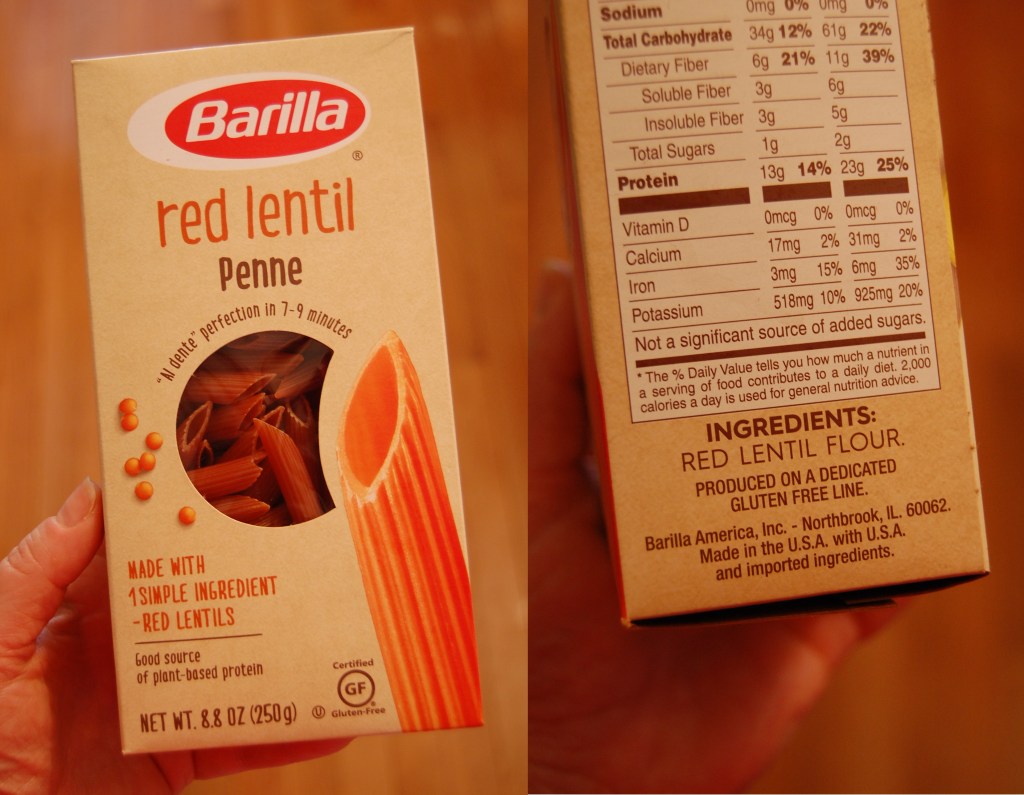 Barilla
®
red lentil
Penne
"Al dente" perfection in 7-9 minutes
MADE WITH
1 SIMPLE INGREDIENT
-RED LENTILS
Good source
of plant-based protein
Certified
GF
Gluten-Free
NET WT. 8.8 OZ (250g) U
Sodium 0mg 0% 0mg 0%
Total Carbohydrate 34g 12% 61g 22%
Dietary Fiber 6g 21% 11g 39%
Soluble Fiber 3g 6g
Insoluble Fiber 3g 5g
Total Sugars 1g 2g
Protein 13g 14% 23g 25%
Vitamin D 0mcg 0% 0mcg 0%
Calcium 17mg 2% 31mg 2%
Iron 3mg 15% 6mg 35%
Potassium 518mg 10% 925mg 20%
Not a significant source of added sugars.
* The % Daily Value tells you how much a nutrient in
a serving of food contributes to a daily diet. 2,000
calories a day is used for general nutrition advice.
INGREDIENTS:
RED LENTIL FLOUR.
PRODUCED ON A DEDICATED
GLUTEN FREE LINE.
Barilla America, Inc. - Northbrook, IL. 60062.
Made in the U.S.A. with U.S.A.
and imported ingredients.